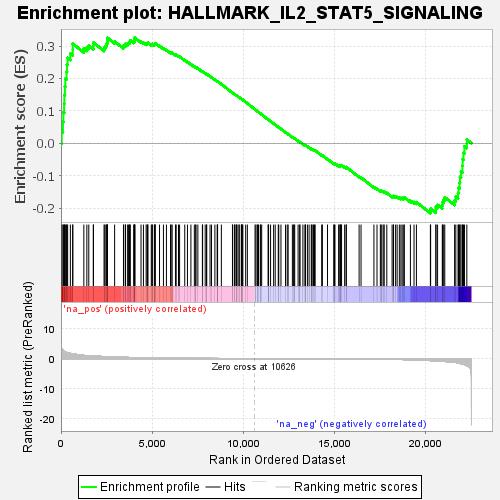 Enrichment plot: HALLMARK_IL2_STAT5_SIGNALING
Enrichment score (ES)
0.3
0.2
0.1
0.0
-0.1
-0.2
'na_pos' (positively correlated)
Ranked list metric (PreRanked)
10
0
-10
-20
Zero cross at 10626
'na_neg' (negatively correlated)
0
5,000
10,000
15,000
20,000
Rank in Ordered Dataset
Enrichment profile
Hits
Ranking metric scores